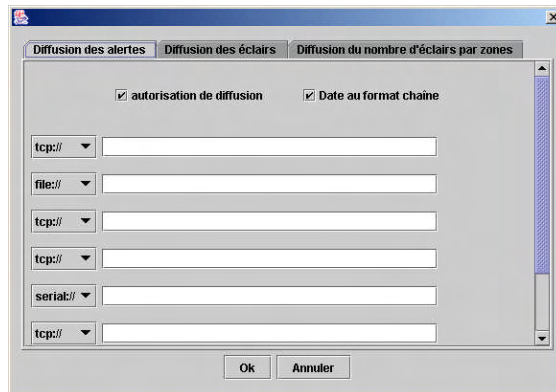 Diffusion des alertes Diffusion des éclairs Diffusion du nombre d'éclairs par zones
autorisation de diffusion Date au format chaîne
tcp://
file://
tcp://
tcp://
serial://
tcp://
Ok Annuler